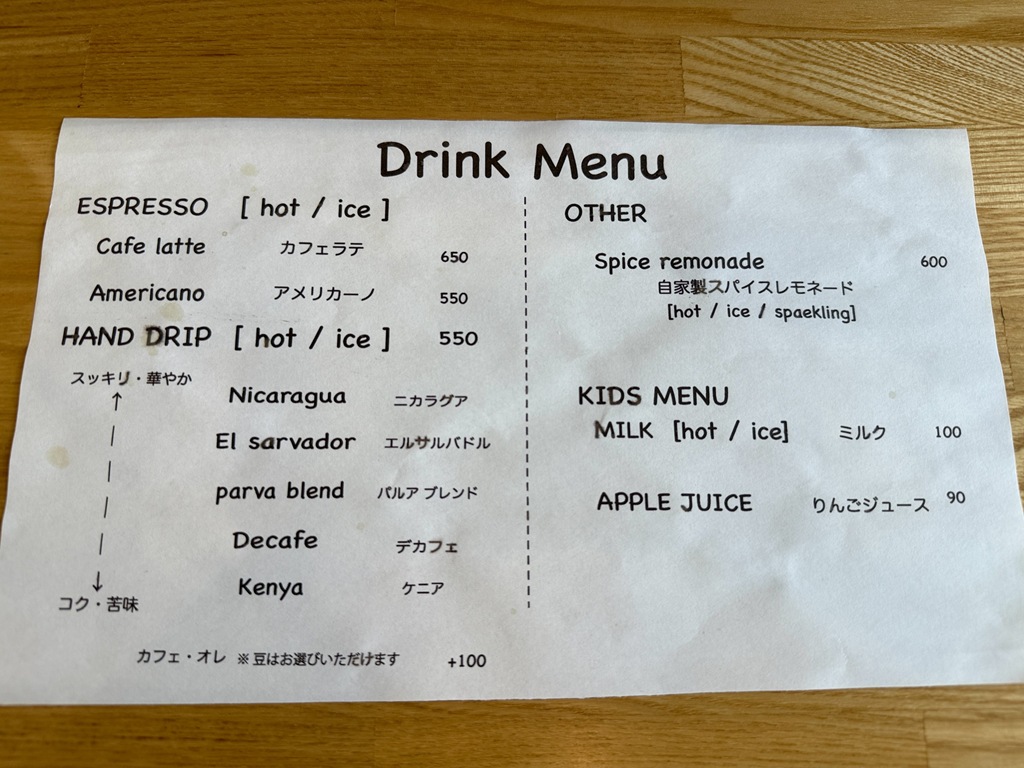 Drink Menu
ESPRESSO [ hot / ice ]
Cafe latte カフェラテ 650
Americano アメリカーノ 550
HAND DRIP [ hot / ice ] 550
スッキリ・華やか
Nicaragua ニカラグア
El sarvador エルサルバドル
parva blend パルア ブレンド
Decafe デカフェ
Kenya ケニア
コク・苦味
カフェ・オレ ※豆はお選びいただけます +100
OTHER
Spice remonade 600
自家製スパイスレモネード
[hot / ice / spaekling]
KIDS MENU
MILK [hot / ice] ミルク 100
APPLE JUICE りんごジュース 90